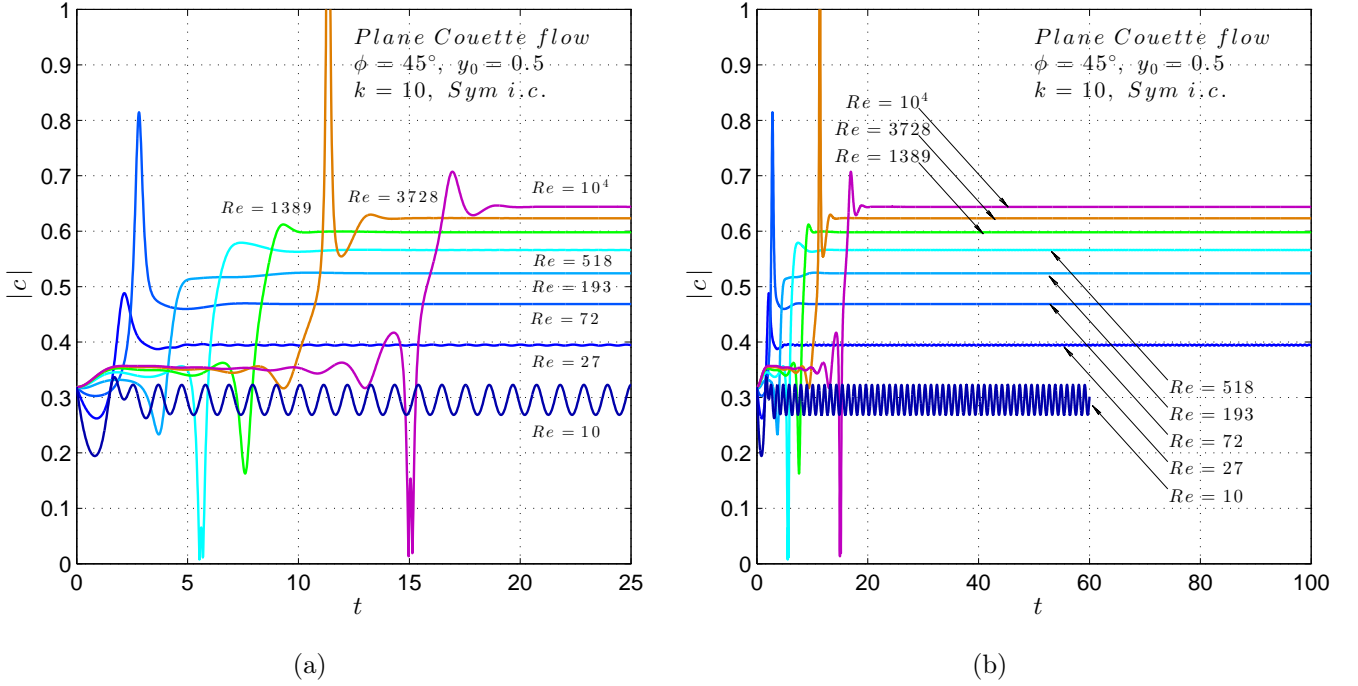 Plane Couette flow
ϕ = 45°, y₀ = 0.5
k = 10, Sym i.c.
1
0.9
0.8
0.7
0.6
0.5
0.4
0.3
0.2
0.1
0
|c|
Re = 10⁴
Re = 3728
Re = 1389
Re = 518
Re = 193
Re = 72
Re = 27
Re = 10
0
5
10
15
20
25
t
(a)
Plane Couette flow
ϕ = 45°, y₀ = 0.5
k = 10, Sym i.c.
1
0.9
0.8
0.7
0.6
0.5
0.4
0.3
0.2
0.1
0
|c|
Re = 10⁴
Re = 3728
Re = 1389
Re = 518
Re = 193
Re = 72
Re = 27
Re = 10
0
20
40
60
80
100
t
(b)